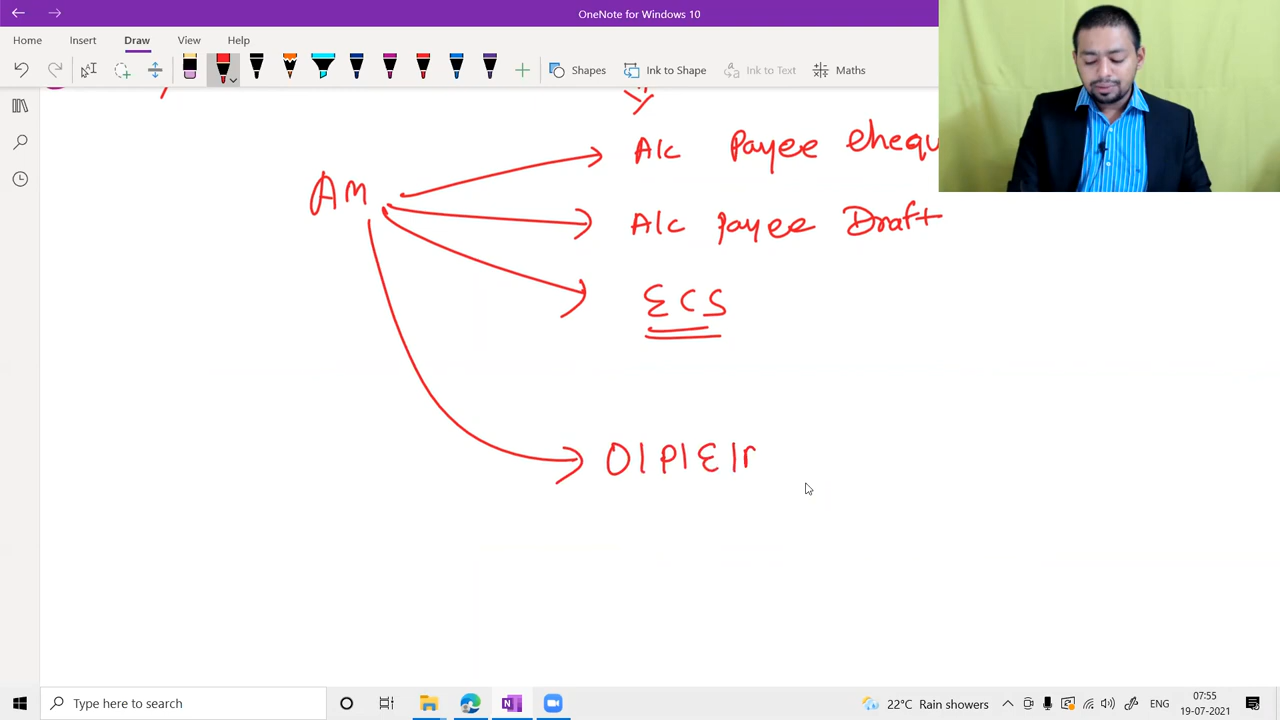 OneNote for Windows 10
Home Insert Draw View Help
Shapes Ink to Shape Ink to Text Maths
A/c Payee chequ
AM
A/c Payee Draft
ECS
O | P | E | M
Type here to search
22°C Rain showers ENG 07:55
19-07-2021